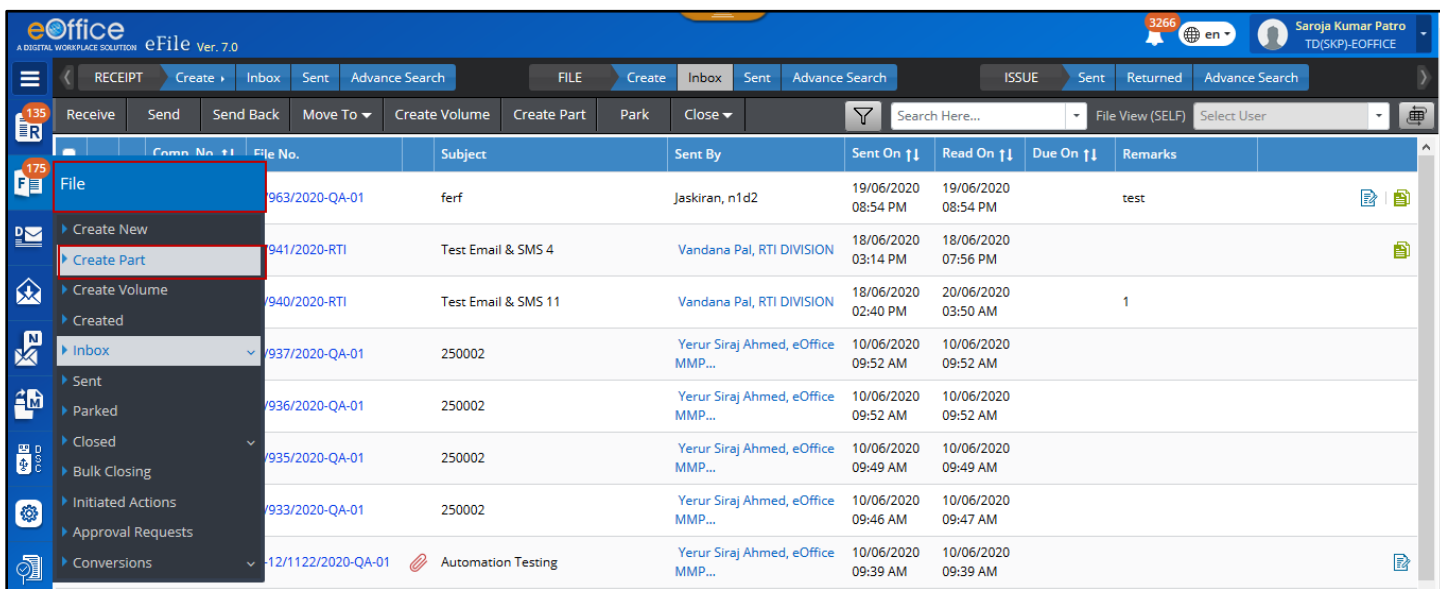 eOffice
A DIGITAL WORKPLACE SOLUTION eFile Ver. 7.0
3266
en
Saroja Kumar Patro
TD(SKP)-EOFFICE
RECEIPT Create Inbox Sent Advance Search FILE Create Inbox Sent Advance Search ISSUE Sent Returned Advance Search
135
R
Receive Send Send Back Move To Create Volume Create Part Park Close Search Here... File View (SELF) Select User
Comp. No. File No. Subject Sent By Sent On Read On Due On Remarks
175
F
File
/963/2020-QA-01 ferf Jaskiran, n1d2 19/06/2020 08:54 PM 19/06/2020 08:54 PM test
Create New
/941/2020-RTI Test Email & SMS 4 Vandana Pal, RTI DIVISION 18/06/2020 03:14 PM 18/06/2020 07:56 PM
D
Create Part
Create Volume
/940/2020-RTI Test Email & SMS 11 Vandana Pal, RTI DIVISION 18/06/2020 02:40 PM 20/06/2020 03:50 AM 1
Created
N
Inbox
/937/2020-QA-01 250002 Yerur Siraj Ahmed, eOffice MMP... 10/06/2020 09:52 AM 10/06/2020 09:52 AM
Sent
M
Parked
/936/2020-QA-01 250002 Yerur Siraj Ahmed, eOffice MMP... 10/06/2020 09:52 AM 10/06/2020 09:52 AM
Closed
DSC
/935/2020-QA-01 250002 Yerur Siraj Ahmed, eOffice MMP... 10/06/2020 09:49 AM 10/06/2020 09:49 AM
Bulk Closing
Initiated Actions
/933/2020-QA-01 250002 Yerur Siraj Ahmed, eOffice MMP... 10/06/2020 09:46 AM 10/06/2020 09:47 AM
Approval Requests
Conversions
-12/1122/2020-QA-01 Automation Testing Yerur Siraj Ahmed, eOffice MMP... 10/06/2020 09:39 AM 10/06/2020 09:39 AM